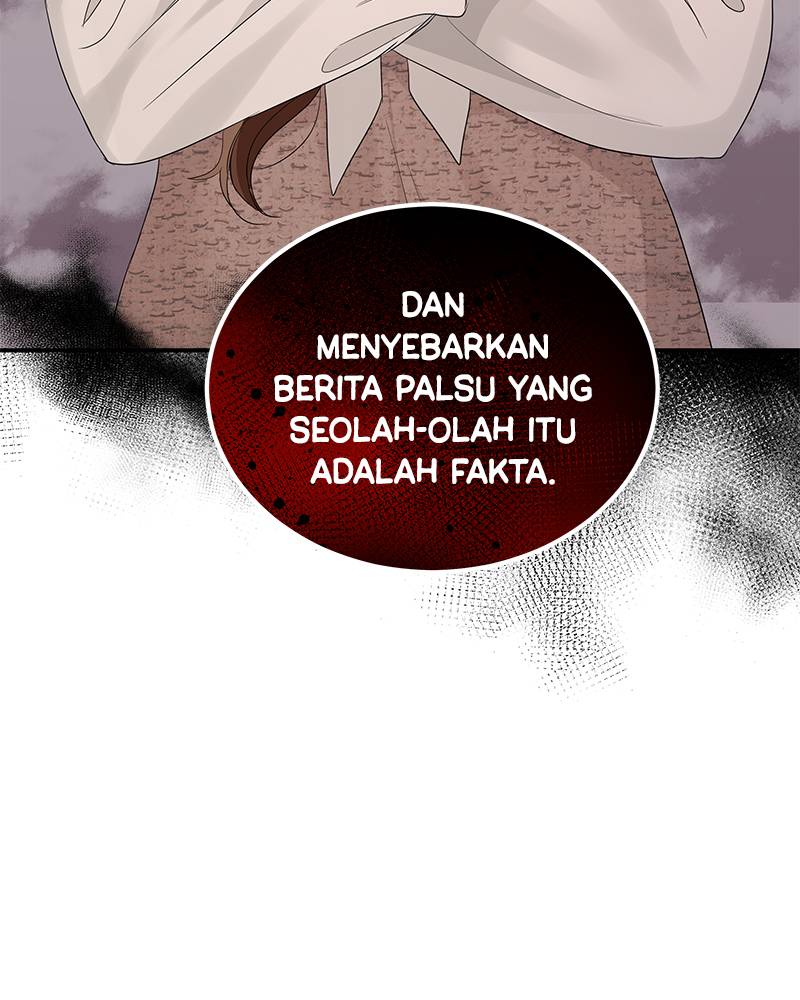 DAN
MENYEBARKAN
BERITA PALSU YANG
SEOLAH-OLAH ITU
ADALAH FAKTA.